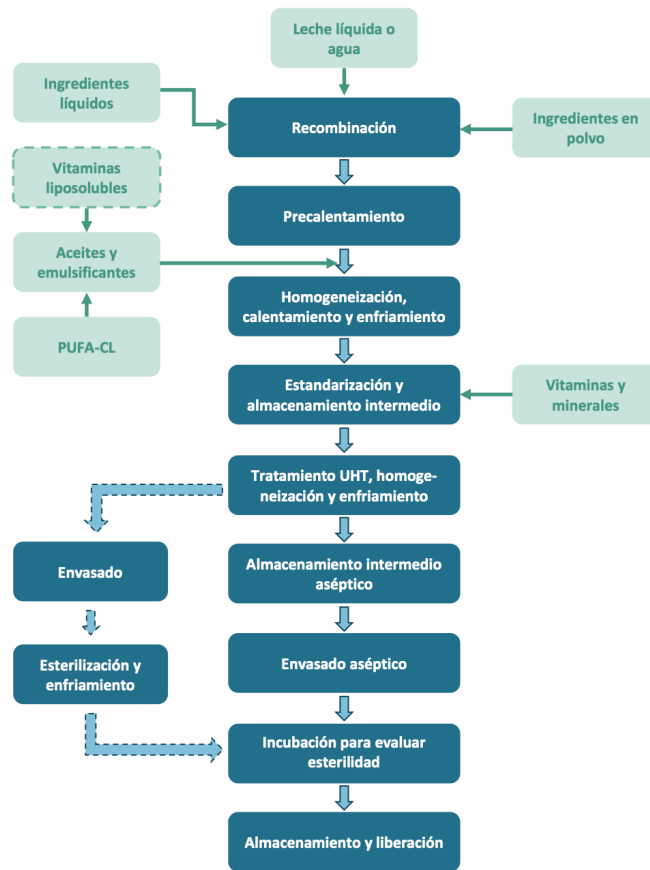 Leche líquida o
agua
Ingredientes
líquidos
Recombinación
Ingredientes en
polvo
Vitaminas
liposolubles
Precalentamiento
Aceites y
emulsificantes
Homogeneización,
calentamiento y enfriamiento
PUFA-CL
Estandarización y
almacenamiento intermedio
Vitaminas y
minerales
Tratamiento UHT, homoge-
neización y enfriamiento
Envasado
Almacenamiento intermedio
aséptico
Esterilización y
enfriamiento
Envasado aséptico
Incubación para evaluar
esterilidad
Almacenamiento y liberación